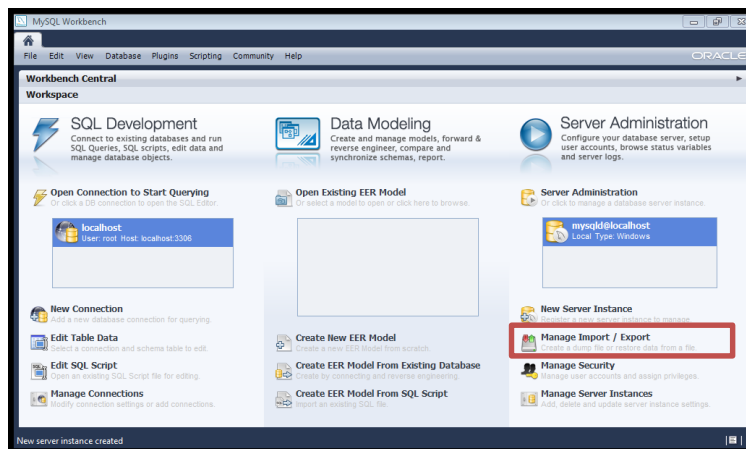 MySQL Workbench
File Edit View Database Plugins Scripting Community Help
ORACLE
Workbench Central
Workspace
SQL Development
Connect to existing databases and run
SQL Queries, SQL scripts, edit data and
manage database objects.
Open Connection to Start Querying
Or click a DB connection to open the SQL Editor.
localhost
User: root Host: localhost:3306
New Connection
Add a new database connection for querying.
Edit Table Data
Select a connection and schema table to edit.
Edit SQL Script
Open an existing SQL Script file for editing.
Manage Connections
Modify connection settings or add connections.
Data Modeling
Create and manage models, forward &
reverse engineer, compare and
synchronize schemas, report.
Open Existing EER Model
Or select a model to open or click here to browse.
Create New EER Model
Create a new EER Model from scratch.
Create EER Model From Existing Database
Create by connecting and reverse engineering.
Create EER Model From SQL Script
Import an existing SQL file.
Server Administration
Configure your database server, setup
user accounts, browse status variables
and server logs.
Server Administration
Or click to manage a database server instance.
mysqld@localhost
Local Type: Windows
New Server Instance
Register a new server instance to manage.
Manage Import / Export
Create a dump file or restore data from a file.
Manage Security
Manage user accounts and assign privileges.
Manage Server Instances
Add, delete and update server instance settings.
New server instance created